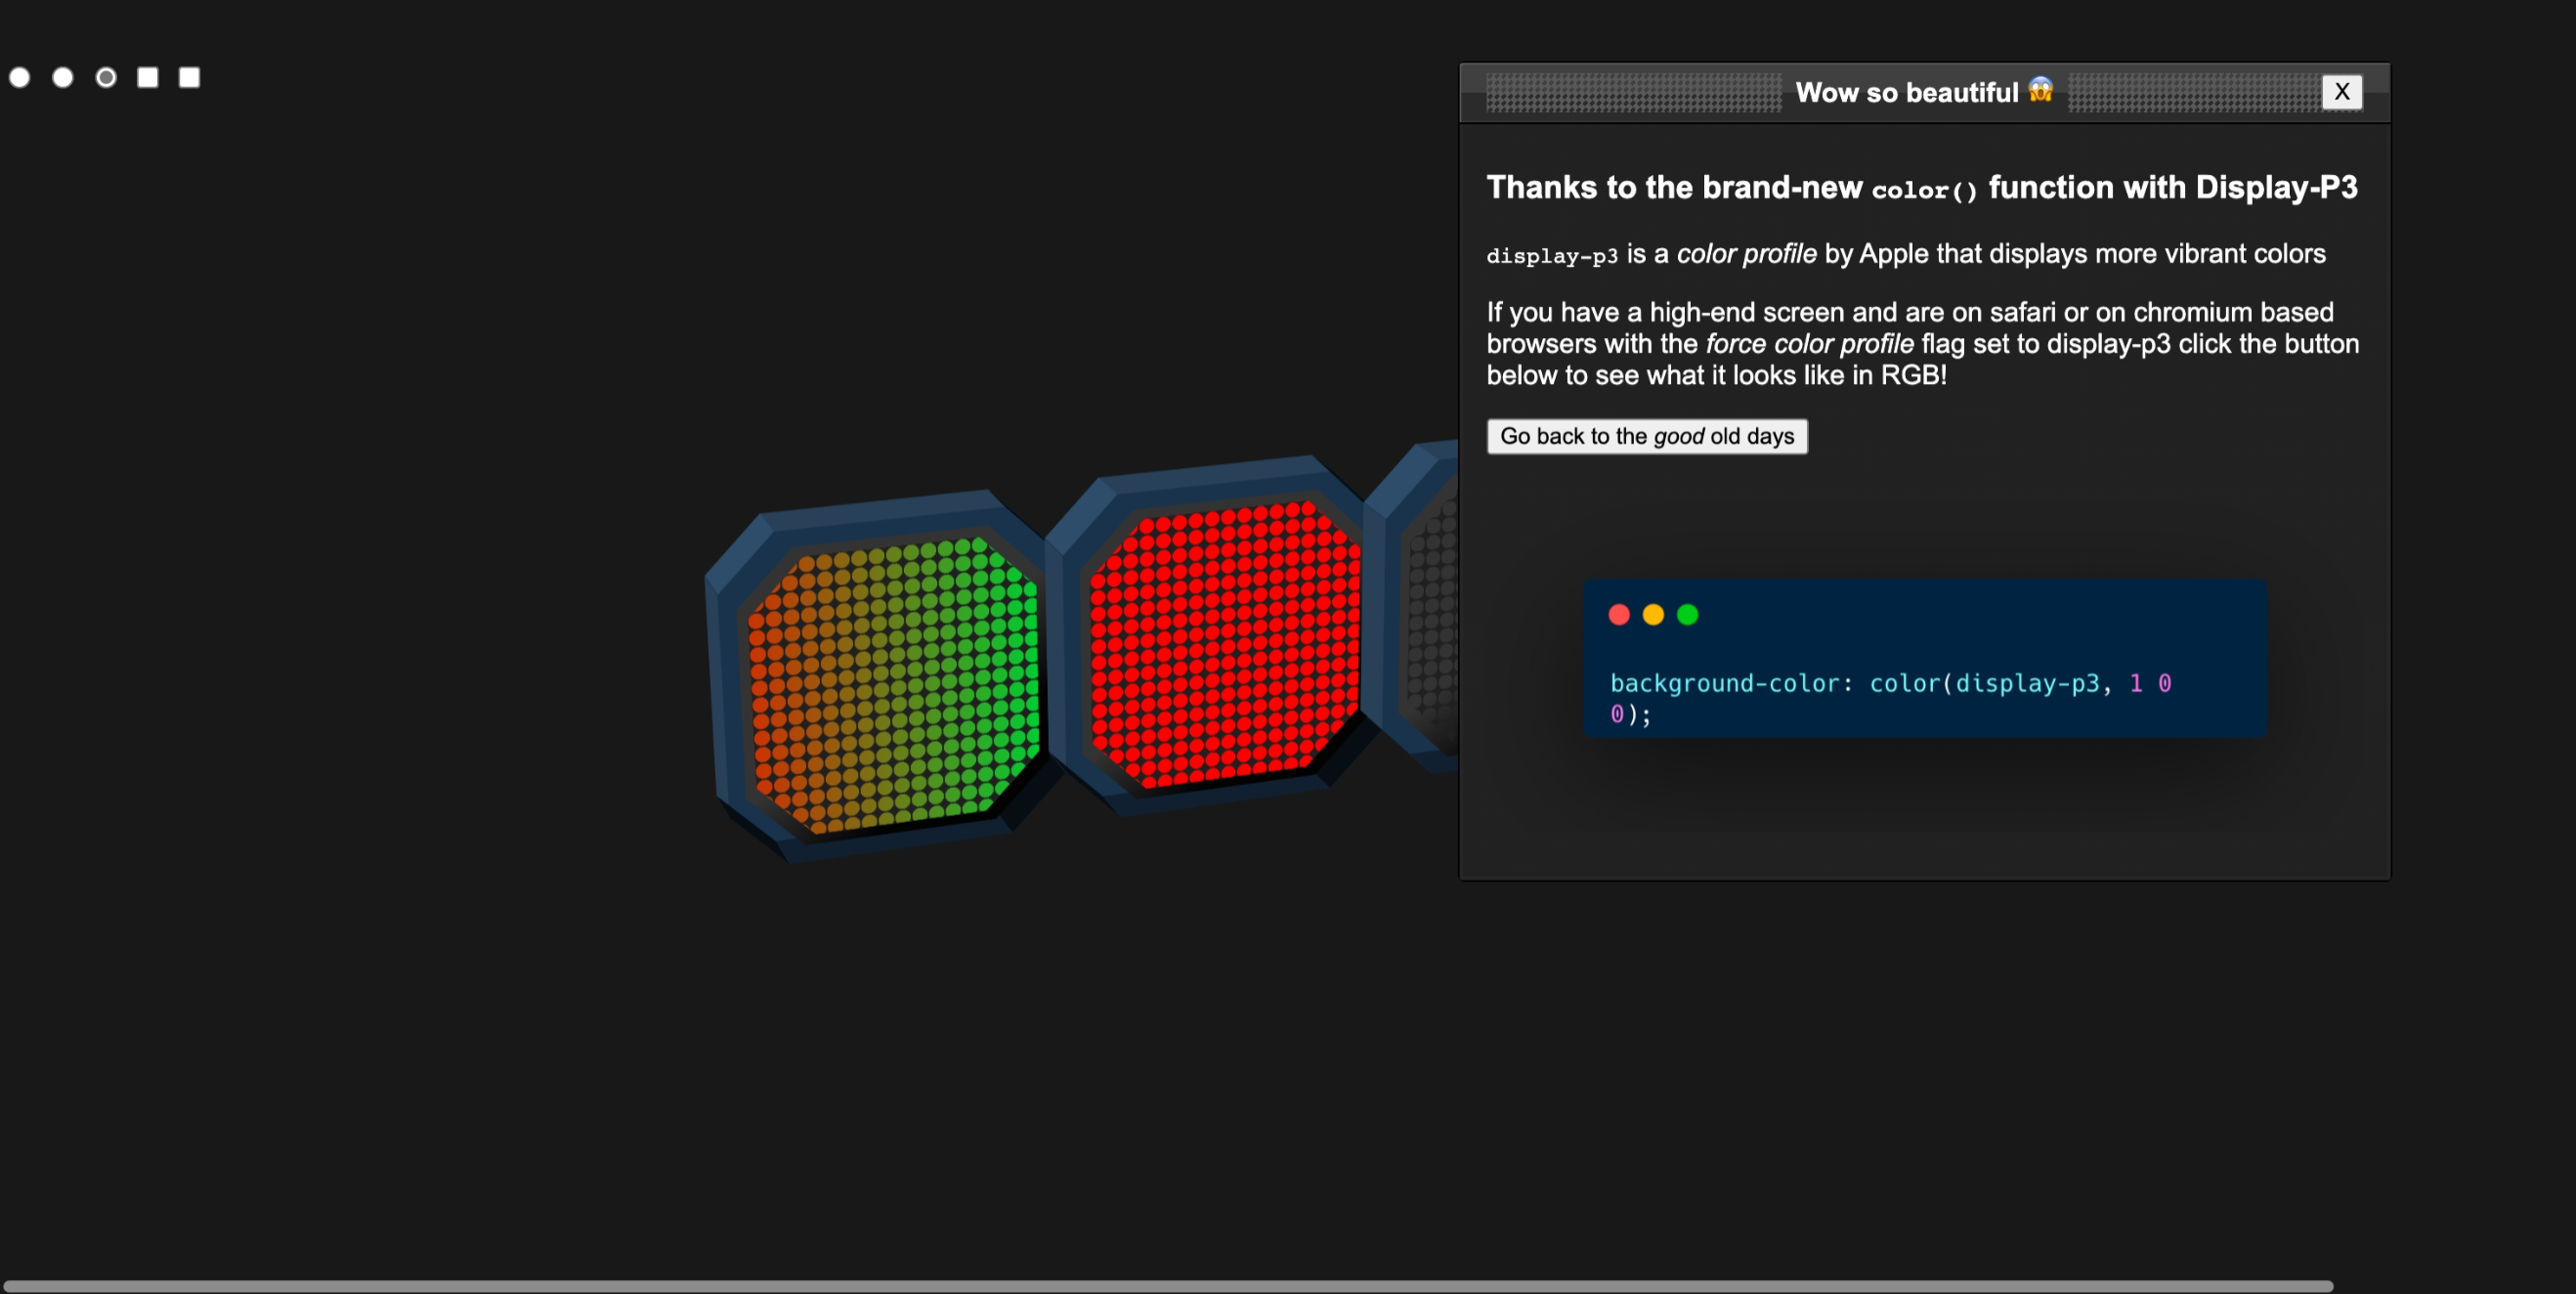 Wow so beautiful 😱
X
Thanks to the brand-new color() function with Display-P3
display-p3 is a color profile by Apple that displays more vibrant colors
If you have a high-end screen and are on safari or on chromium based
browsers with the force color profile flag set to display-p3 click the button
below to see what it looks like in RGB!
Go back to the good old days
background-color: color(display-p3, 1 0
0);